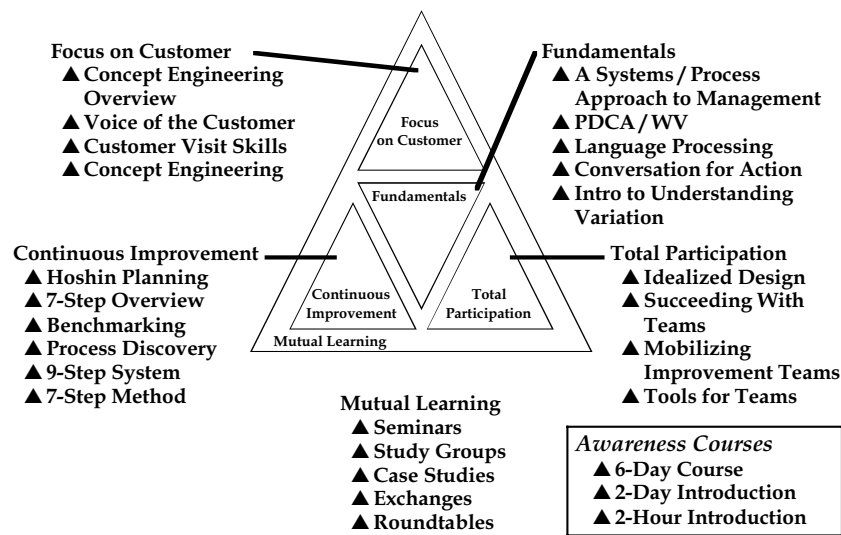 Focus on Customer
▲ Concept Engineering
Overview
▲ Voice of the Customer
▲ Customer Visit Skills
▲ Concept Engineering
Fundamentals
▲ A Systems / Process
Approach to Management
▲ PDCA / WV
▲ Language Processing
▲ Conversation for Action
▲ Intro to Understanding
Variation
Focus
on Customer
Fundamentals
Continuous
Improvement
Total
Participation
Mutual Learning
Continuous Improvement
▲ Hoshin Planning
▲ 7-Step Overview
▲ Benchmarking
▲ Process Discovery
▲ 9-Step System
▲ 7-Step Method
Total Participation
▲ Idealized Design
▲ Succeeding With
Teams
▲ Mobilizing
Improvement Teams
▲ Tools for Teams
Mutual Learning
▲ Seminars
▲ Study Groups
▲ Case Studies
▲ Exchanges
▲ Roundtables
Awareness Courses
▲ 6-Day Course
▲ 2-Day Introduction
▲ 2-Hour Introduction